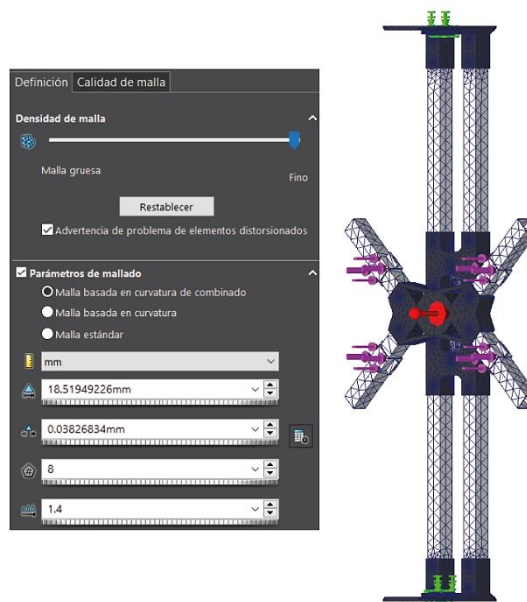 Definición
Calidad de malla
Densidad de malla
Malla gruesa
Fino
Restablecer
Advertencia de problema de elementos distorsionados
Parámetros de mallado
Malla basada en curvatura de combinado
Malla basada en curvatura
Malla estándar
mm
18.51949226mm
0.03826834mm
8
1.4